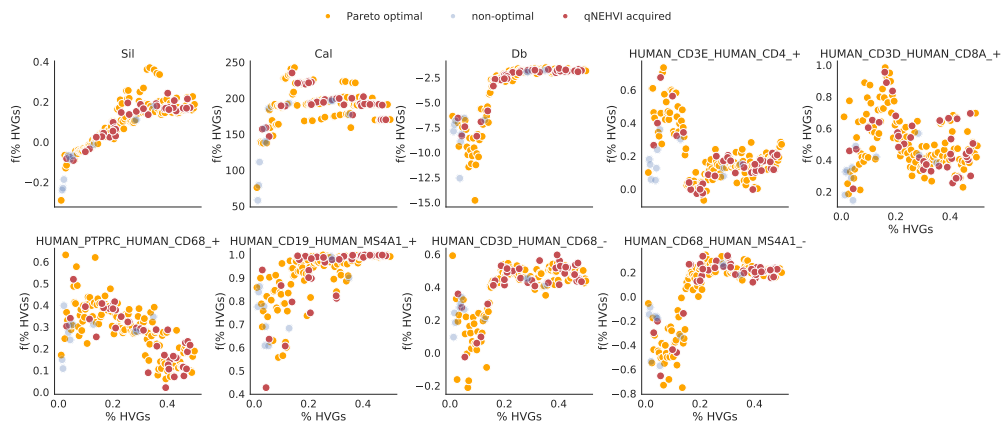 Pareto optimal non-optimal qNEHVI acquired
Sil Cal Db HUMAN_CD3E_HUMAN_CD4_+ HUMAN_CD3D_HUMAN_CD8A_+
f(% HVGs) f(% HVGs) f(% HVGs) f(% HVGs) f(% HVGs)
0.4 0.2 0.0 −0.2
250 200 150 100 50
−2.5 −5.0 −7.5 −10.0 −12.5 −15.0
0.4 0.2 0.0
1.0 0.8 0.6 0.4 0.2
0.0 0.2 0.4
% HVGs
HUMAN_PTPRC_HUMAN_CD68_+ HUMAN_CD19_HUMAN_MS4A1_+ HUMAN_CD3D_HUMAN_CD68_- HUMAN_CD68_HUMAN_MS4A1_-
f(% HVGs) f(% HVGs) f(% HVGs) f(% HVGs)
0.6 0.5 0.4 0.3 0.2 0.1 0.0
1.0 0.9 0.8 0.7 0.6 0.5 0.4
0.6 0.4 0.2 0.0 −0.2
0.2 0.0 −0.2 −0.4 −0.6 −0.8
0.0 0.2 0.4 0.0 0.2 0.4 0.0 0.2 0.4 0.0 0.2 0.4
% HVGs % HVGs % HVGs % HVGs